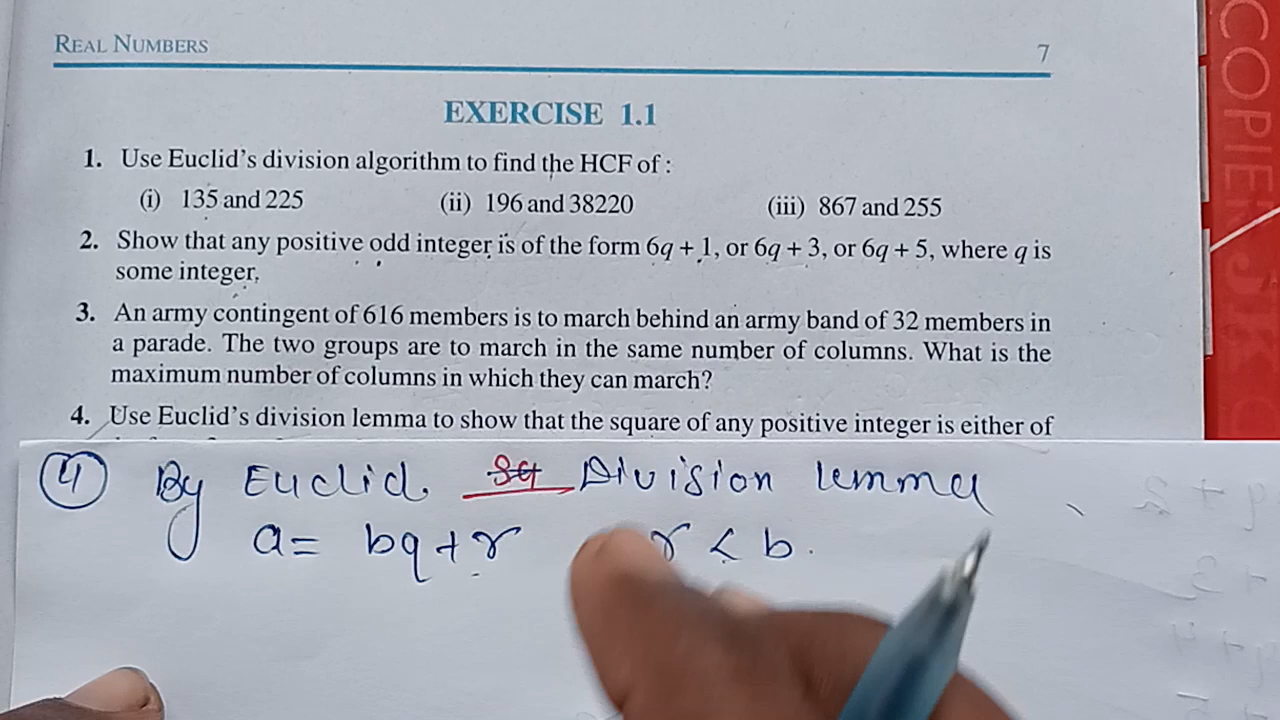 REAL NUMBERS 7
EXERCISE 1.1
1. Use Euclid's division algorithm to find the HCF of :
(i) 135 and 225 (ii) 196 and 38220 (iii) 867 and 255
2. Show that any positive odd integer is of the form 6q + 1, or 6q + 3, or 6q + 5, where q is
some integer.
3. An army contingent of 616 members is to march behind an army band of 32 members in
a parade. The two groups are to march in the same number of columns. What is the
maximum number of columns in which they can march?
4. Use Euclid's division lemma to show that the square of any positive integer is either of
4 By Euclid Division lemma
a = bq + r r < b.
COPIER